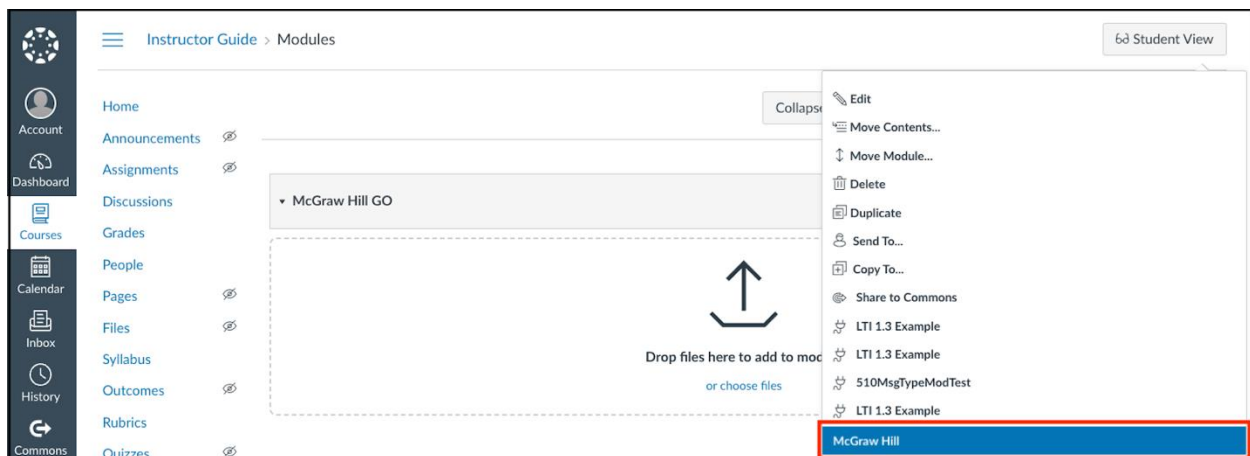 Instructor Guide > Modules
Student View
Account
Dashboard
Courses
Calendar
Inbox
History
Commons
Home
Announcements
Assignments
Discussions
Grades
People
Pages
Files
Syllabus
Outcomes
Rubrics
Quizzes
Collapse
McGraw Hill GO
Drop files here to add to mod
or choose files
Edit
Move Contents...
Move Module...
Delete
Duplicate
Send To...
Copy To...
Share to Commons
LTI 1.3 Example
LTI 1.3 Example
510MsgTypeModTest
LTI 1.3 Example
McGraw Hill